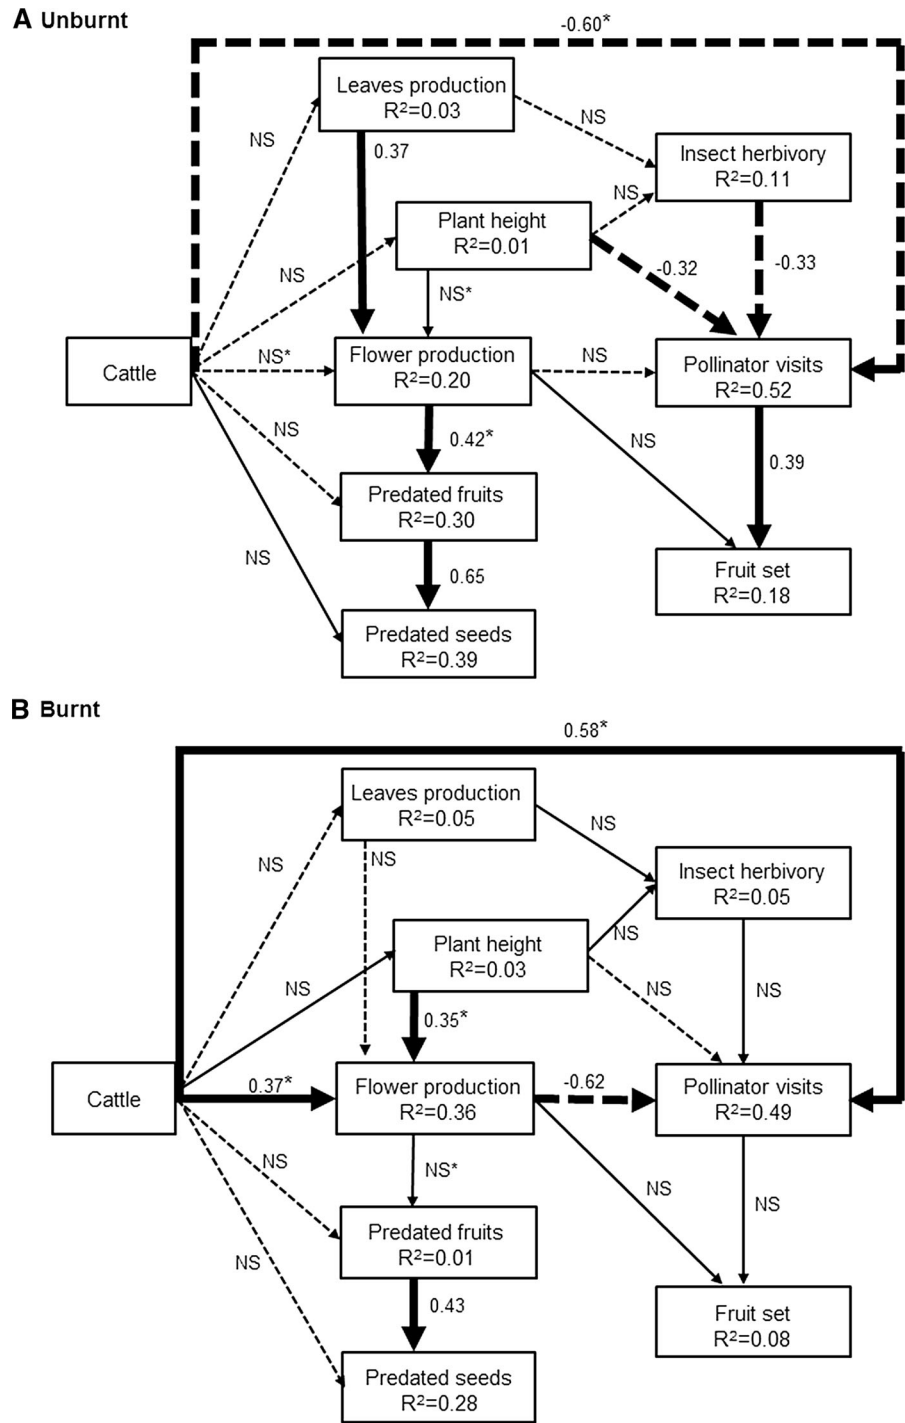 A Unburnt
-0.60*
Leaves production
R²=0.03
NS
NS
0.37
Insect herbivory
R²=0.11
NS
Plant height
R²=0.01
NS
-0.32
-0.33
NS*
Cattle
NS*
Flower production
R²=0.20
NS
Pollinator visits
R²=0.52
NS
0.42*
NS
0.39
Predated fruits
R²=0.30
NS
0.65
Fruit set
R²=0.18
Predated seeds
R²=0.39
B Burnt
0.58*
Leaves production
R²=0.05
NS
NS
NS
Insect herbivory
R²=0.05
Plant height
R²=0.03
NS
NS
NS
NS
0.35*
Cattle
0.37*
Flower production
R²=0.36
-0.62
Pollinator visits
R²=0.49
NS
NS*
NS
NS
Predated fruits
R²=0.01
NS
0.43
Fruit set
R²=0.08
Predated seeds
R²=0.28